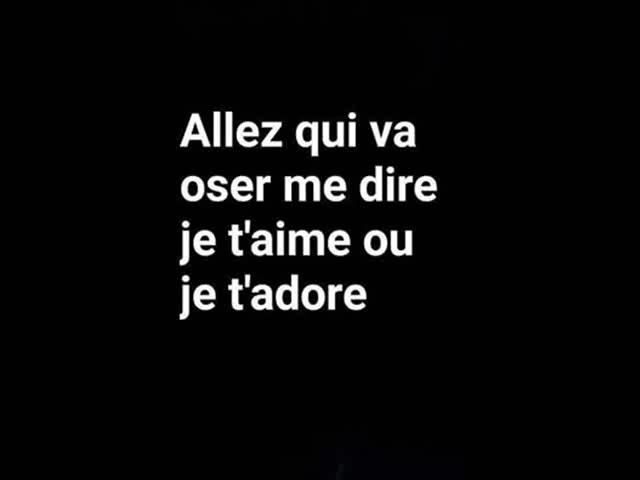 Allez qui va
oser me dire
je t'aime ou
je t'adore